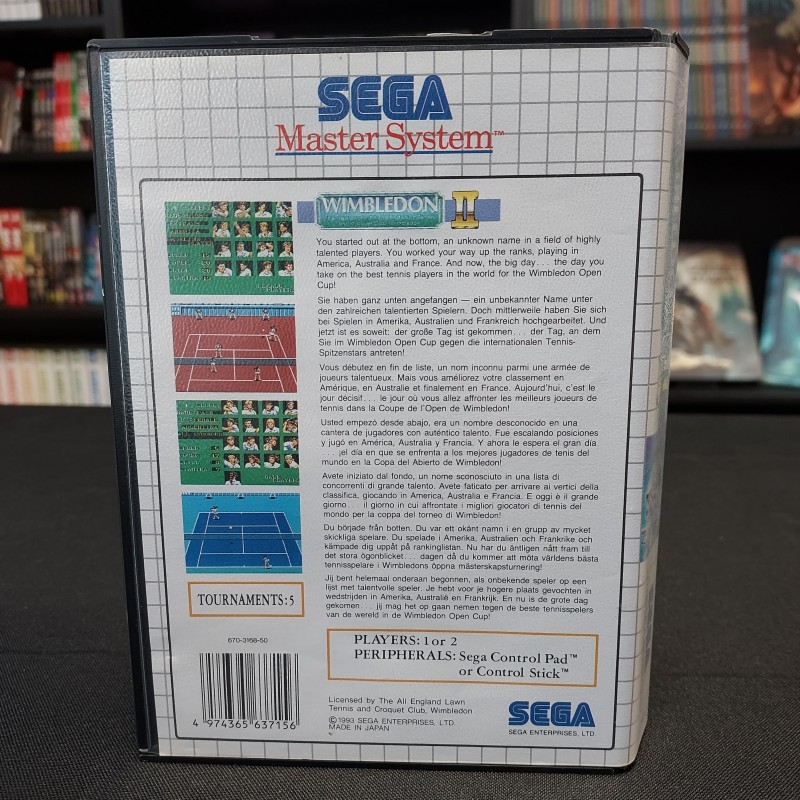 SEGA
Master System™
WIMBLEDON II
You started out at the bottom, an unknown name in a field of highly
talented players. You worked your way up the ranks, playing in
America, Australia and France. And now, the big day... the day you
take on the best tennis players in the world for the Wimbledon Open
Cup!
Sie haben ganz unten angefangen — ein unbekannter Name unter
den zahlreichen talentierten Spielern. Doch mittlerweile haben Sie sich
bei Spielen in Amerika, Australien und Frankreich hochgearbeitet. Und
jetzt ist es soweit: der große Tag ist gekommen... der Tag, an dem
Sie im Wimbledon Open Cup gegen die internationalen Tennis-
Spitzenstars antreten!
Vous débutez en fin de liste, un nom inconnu parmi une armée de
joueurs talentueux. Mais vous améliorez votre classement en
Amérique, en Australie et finalement en France. Aujourd'hui, c'est le
jour décisif... le jour où vous allez affronter les meilleurs joueurs de
tennis dans la Coupe de l'Open de Wimbledon!
Usted empezó desde abajo, era un nombre desconocido en una
cantera de jugadores con auténtico talento. Fue escalando posiciones
y jugó en América, Australia y Francia. Y ahora le espera el gran día
... ¡el día en que se enfrenta a los mejores jugadores de tenis del
mundo en la Copa del Abierto de Wimbledon!
Avete iniziato dal fondo, un nome sconosciuto in una lista di
concorrenti di grande talento. Avete faticato per arrivare ai vertici della
classifica, giocando in America, Australia e Francia. E oggi è il grande
giorno... il giorno in cui affrontate i migliori giocatori di tennis del
mondo per la coppa del torneo di Wimbledon!
Du började från botten. Du var ett okänt namn i en grupp av mycket
skickliga spelare. Du spelade i Amerika, Australien och Frankrike och
kämpade dig uppåt på rankinglistan. Nu har du äntligen nått fram till
det stora ögonblicket... dagen då du kommer att möta världens bästa
tennisspelare i Wimbledons öppna mästerskapsturnering!
Jij bent helemaal onderaan begonnen, als onbekende speler op een
lijst met talentvolle speler. Je hebt voor je hogere plaats gevochten in
wedstrijden in Amerika, Australië en Frankrijk. En nu is de grote dag
gekomen... jij mag het op gaan nemen tegen de beste tennisspelers
van de wereld in de Wimbledon Open Cup!
TOURNAMENTS: 5
670-3168-50
PLAYERS: 1 or 2
PERIPHERALS: Sega Control Pad™
or Control Stick™
4 974365 637156
Licensed by The All England Lawn
Tennis and Croquet Club, Wimbledon
©1993 SEGA ENTERPRISES, LTD.
MADE IN JAPAN
SEGA
SEGA ENTERPRISES, LTD.